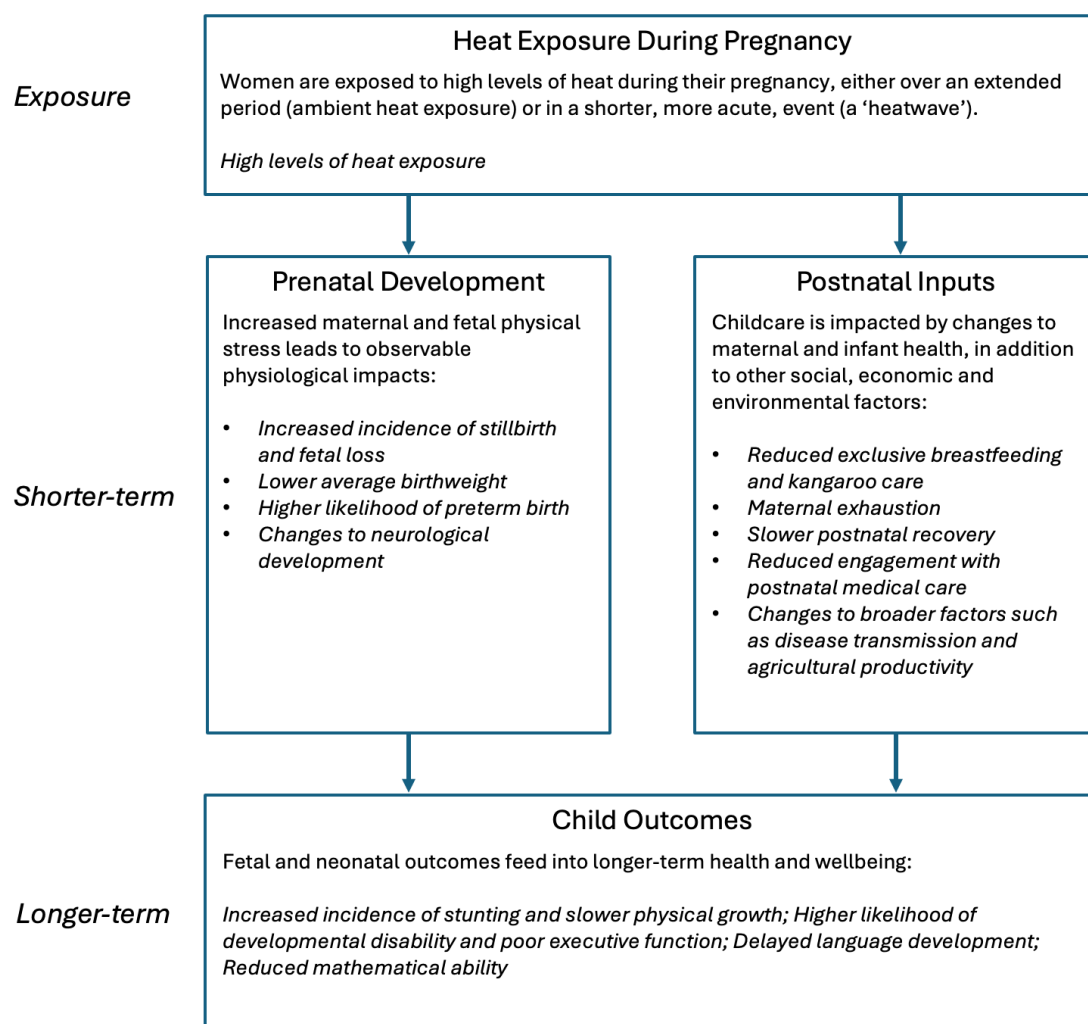 Heat Exposure During Pregnancy
Exposure
Women are exposed to high levels of heat during their pregnancy, either over an extended
period (ambient heat exposure) or in a shorter, more acute, event (a ‘heatwave’).
High levels of heat exposure
Shorter-term
Prenatal Development
Increased maternal and fetal physical
stress leads to observable
physiological impacts:
• Increased incidence of stillbirth
and fetal loss
• Lower average birthweight
• Higher likelihood of preterm birth
• Changes to neurological
development
Postnatal Inputs
Childcare is impacted by changes to
maternal and infant health, in addition
to other social, economic and
environmental factors:
• Reduced exclusive breastfeeding
and kangaroo care
• Maternal exhaustion
• Slower postnatal recovery
• Reduced engagement with
postnatal medical care
• Changes to broader factors such
as disease transmission and
agricultural productivity
Longer-term
Child Outcomes
Fetal and neonatal outcomes feed into longer-term health and wellbeing:
Increased incidence of stunting and slower physical growth; Higher likelihood of
developmental disability and poor executive function; Delayed language development;
Reduced mathematical ability